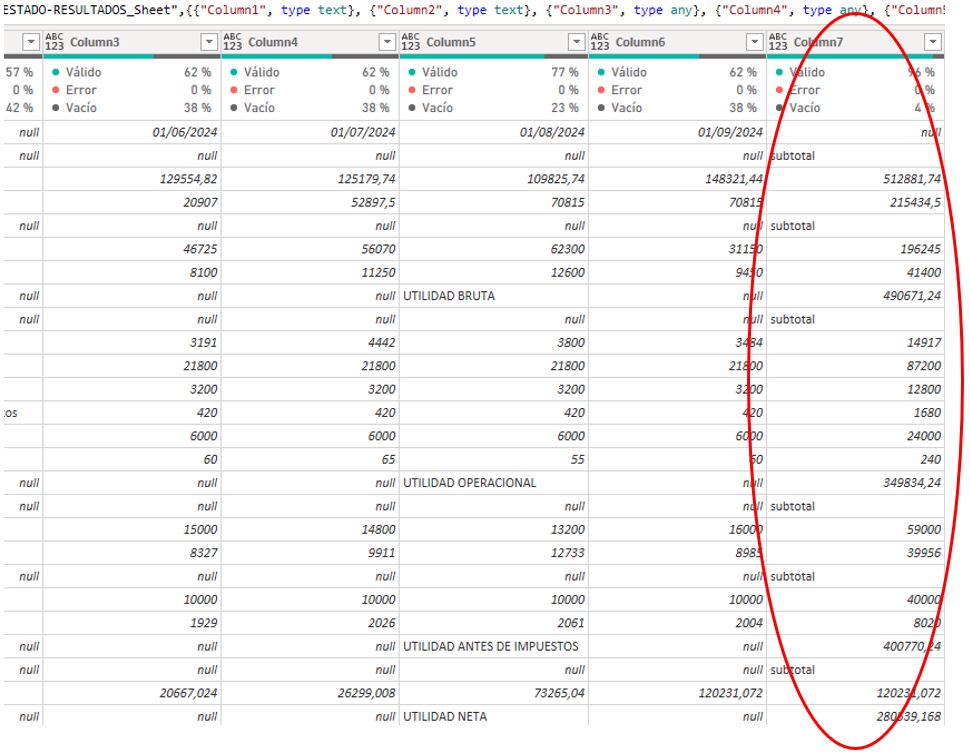 ESTADO-RESULTADOS_Sheet",{{"Column1", type text}, {"Column2", type text}, {"Column3", type any}, {"Column4", type any}, {"Column5
ABC 123 Column3 ABC 123 Column4 ABC 123 Column5 ABC 123 Column6 ABC 123 Column7
57 % Válido 62 % Válido 62 % Válido 77 % Válido 62 % Válido 96 %
0 % Error 0 % Error 0 % Error 0 % Error 0 % Error 0 %
42 % Vacío 38 % Vacío 38 % Vacío 23 % Vacío 38 % Vacío 4 %
null 01/06/2024 01/07/2024 01/08/2024 01/09/2024 null
null null null null null subtotal
129554,82 125179,74 109825,74 148321,44 512881,74
20907 52897,5 70815 70815 215434,5
null null null null null subtotal
46725 56070 62300 31150 196245
8100 11250 12600 9450 41400
null null null UTILIDAD BRUTA null 490671,24
null null null null null subtotal
3191 4442 3800 3484 14917
21800 21800 21800 21800 87200
3200 3200 3200 3200 12800
tos 420 420 420 420 1680
6000 6000 6000 6000 24000
60 65 55 60 240
null null null UTILIDAD OPERACIONAL null 349834,24
null null null null null subtotal
15000 14800 13200 16000 59000
8327 9911 12733 8985 39956
null null null null null subtotal
10000 10000 10000 10000 40000
1929 2026 2061 2004 8020
null null null UTILIDAD ANTES DE IMPUESTOS null 400770,24
null null null null null subtotal
20667,024 26299,008 73265,04 120231,072 120231,072
null null null UTILIDAD NETA null 280539,168